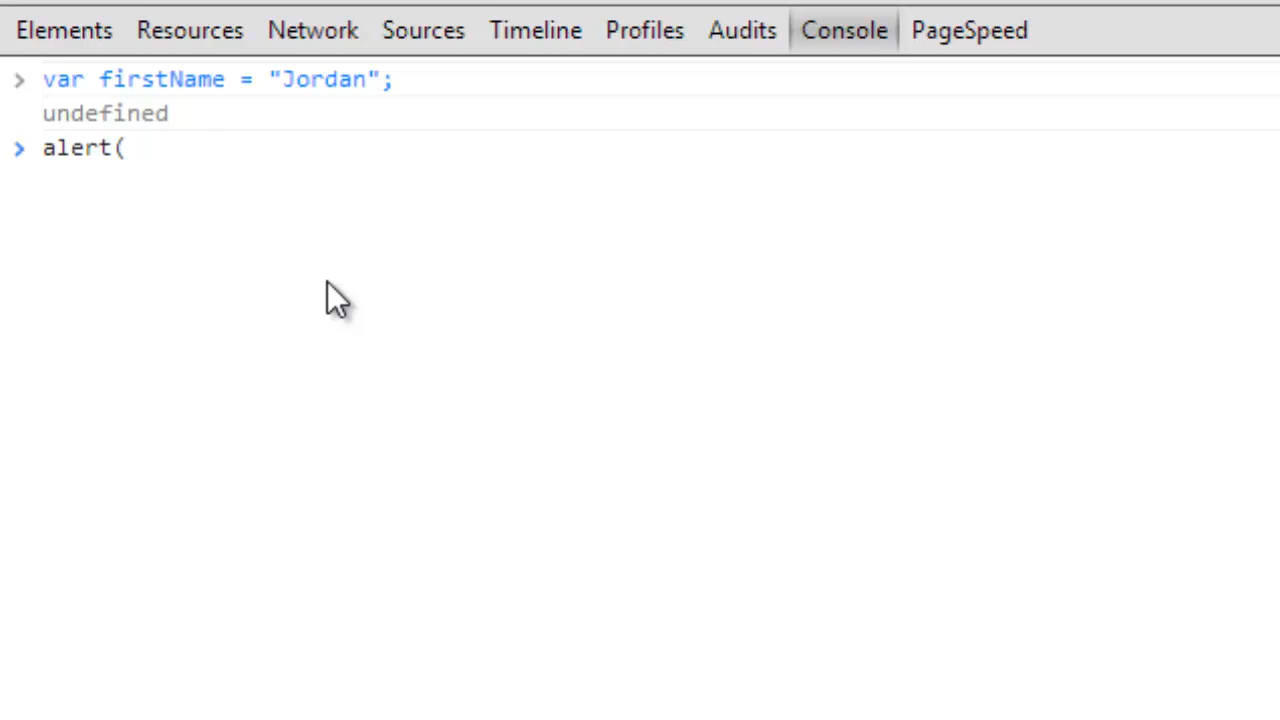 Elements Resources Network Sources Timeline Profiles Audits Console PageSpeed
> var firstName = "Jordan";
undefined
> alert(